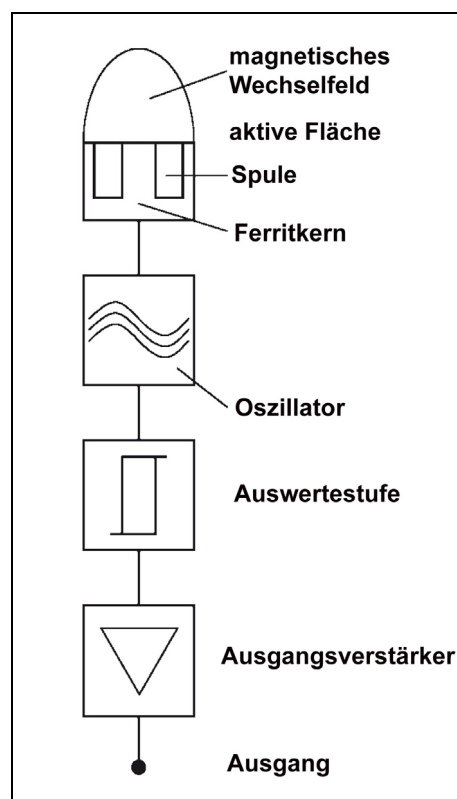 magnetisches
Wechselfeld
aktive Fläche
Spule
Ferritkern
Oszillator
Auswertestufe
Ausgangsverstärker
Ausgang